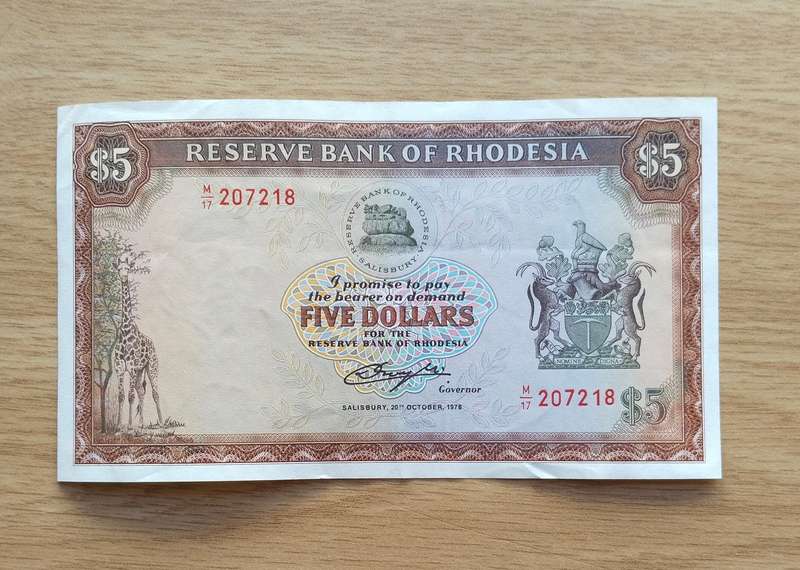 $5 RESERVE BANK OF RHODESIA $5
M/17 207218
RESERVE BANK OF RHODESIA
SALISBURY
I promise to pay
the bearer on demand
FIVE DOLLARS
FOR THE
RESERVE BANK OF RHODESIA
Governor
SALISBURY, 20TH OCTOBER, 1978
M/17 207218 $5